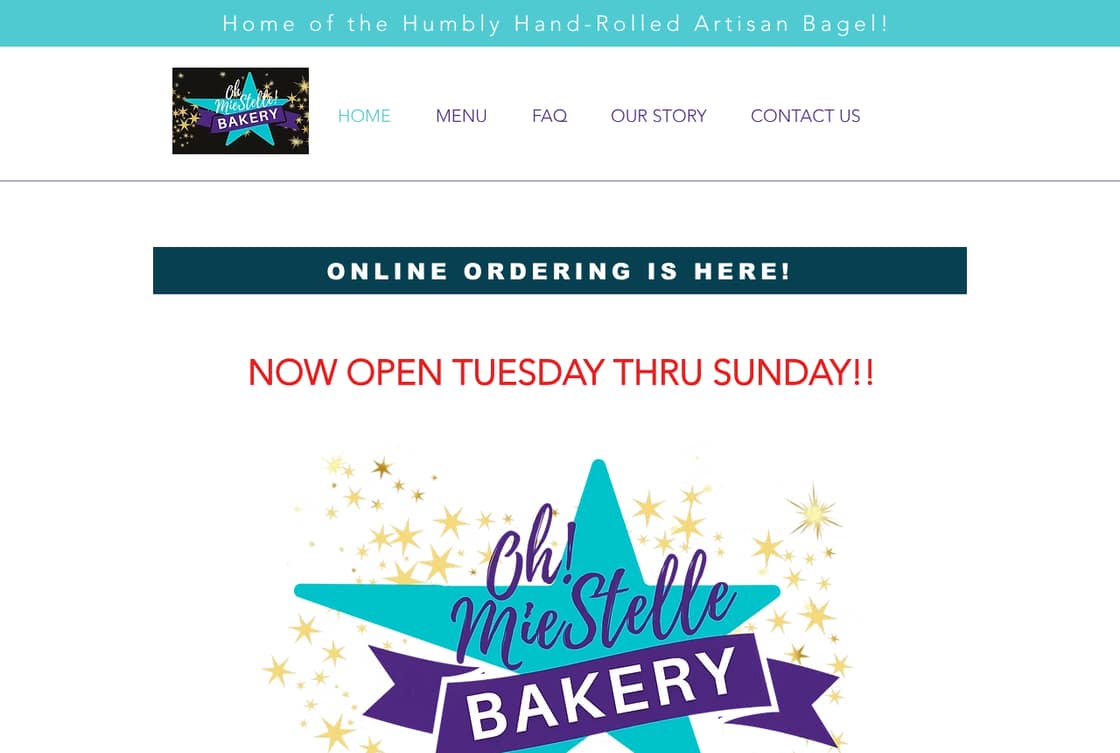 Home of the Humbly Hand-Rolled Artisan Bagel!
Oh!
MieStelle!
BAKERY
HOME MENU FAQ OUR STORY CONTACT US
ONLINE ORDERING IS HERE!
NOW OPEN TUESDAY THRU SUNDAY!!
Oh!
MieStelle
BAKERY